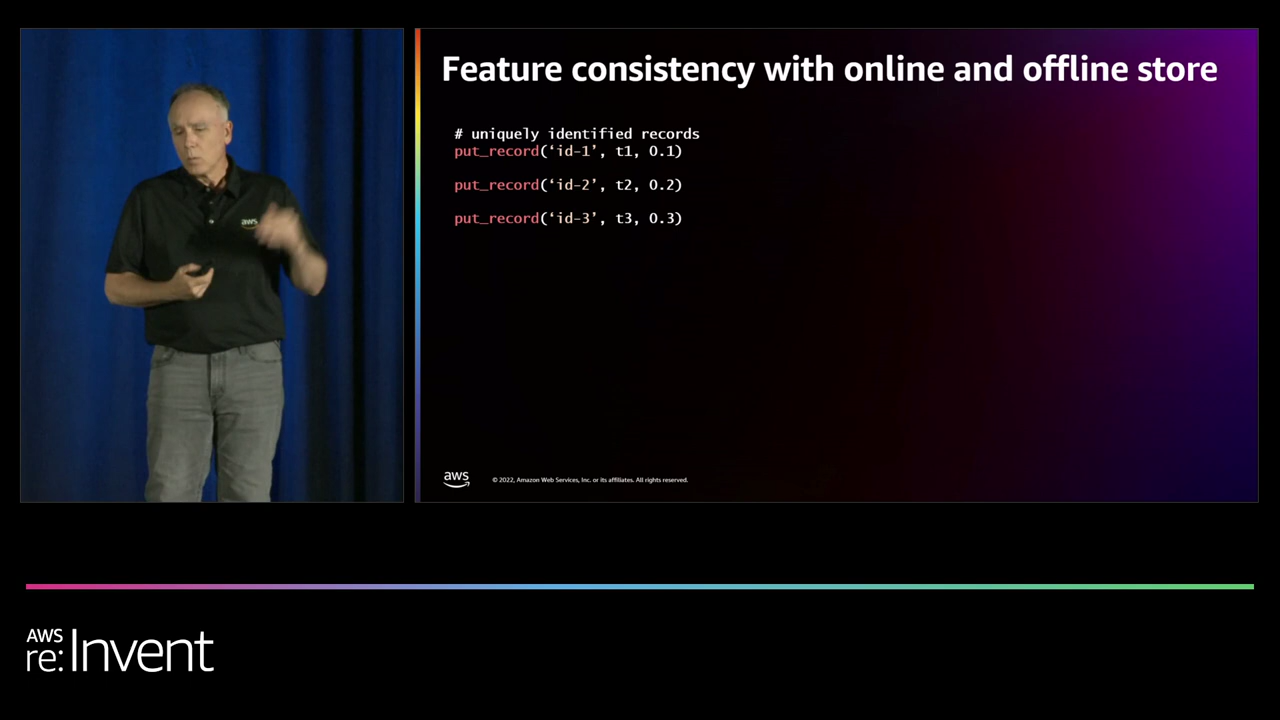 Feature consistency with online and offline store
# uniquely identified records
put_record(‘id-1’, t1, 0.1)
put_record(‘id-2’, t2, 0.2)
put_record(‘id-3’, t3, 0.3)
aws
aws
© 2022, Amazon Web Services, Inc. or its affiliates. All rights reserved.
AWS
re:Invent